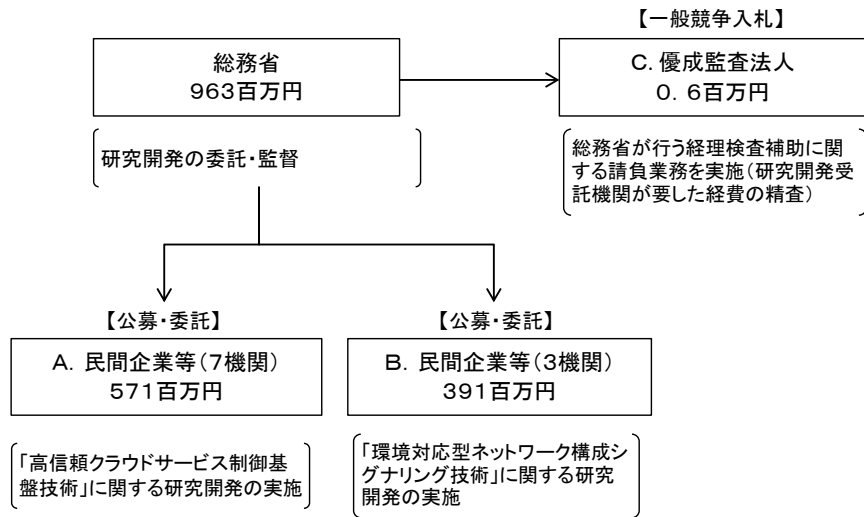 【一般競争入札】
総務省
963百万円
C．優成監査法人
０．６百万円
研究開発の委託・監督
総務省が行う経理検査補助に関
する請負業務を実施（研究開発受
託機関が要した経費の精査）
【公募・委託】
A．民間企業等（7機関）
571百万円
【公募・委託】
B．民間企業等（3機関）
391百万円
「高信頼クラウドサービス制御基
盤技術」に関する研究開発の実施
「環境対応型ネットワーク構成シ
グナリング技術」に関する研究
開発の実施